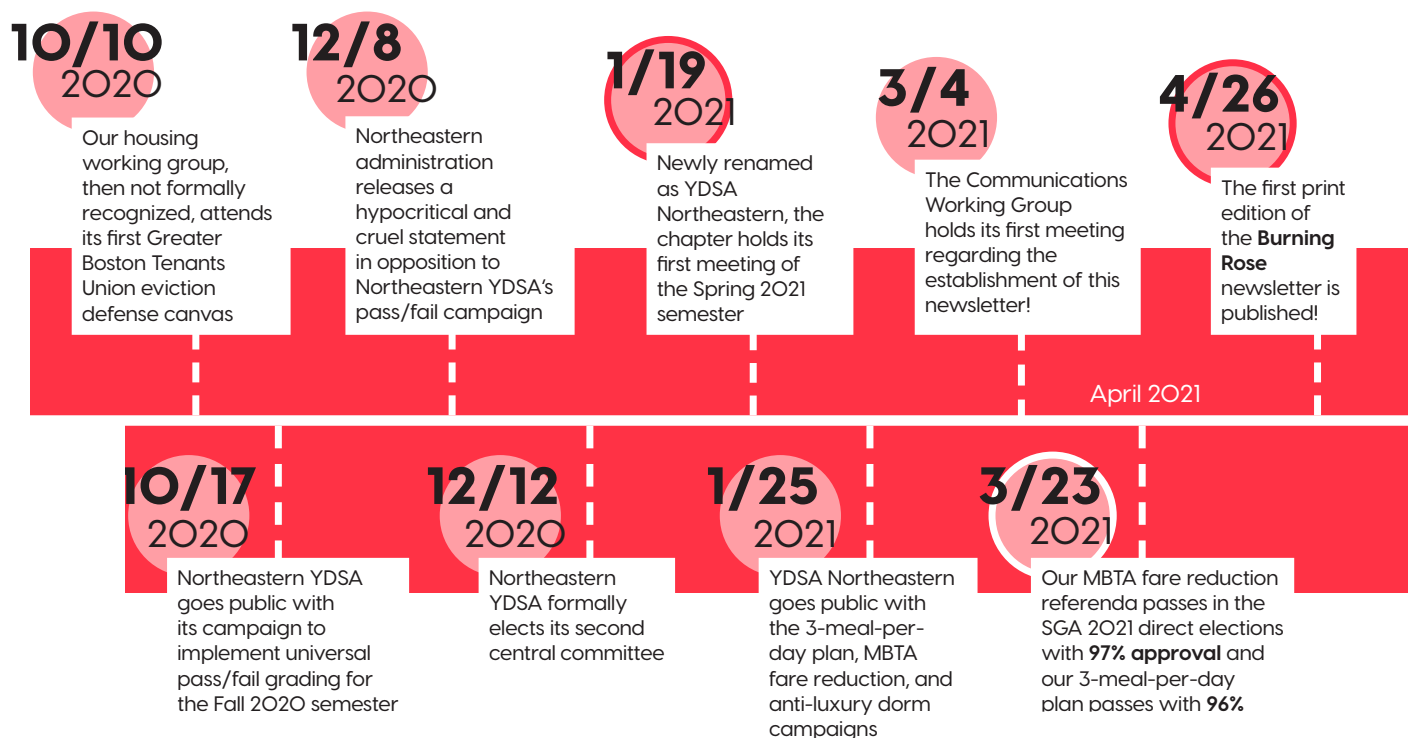 10/10
2020
Our housing
working group,
then not formally
recognized, attends
its first Greater
Boston Tenants
Union eviction
defense canvas
12/8
2020
Northeastern
administration
releases a
hypocritical and
cruel statement
in opposition to
Northeastern YDSA's
pass/fail campaign
1/19
2021
Newly renamed
as YDSA
Northeastern, the
chapter holds its
first meeting of
the Spring 2021
semester
3/4
2021
The Communications
Working Group
holds its first meeting
regarding the
establishment of this
newsletter!
4/26
2021
The first print
edition of
the Burning
Rose
newsletter is
published!
April 2021
10/17
2020
Northeastern YDSA
goes public with
its campaign to
implement universal
pass/fail grading for
the Fall 2020 semester
12/12
2020
Northeastern
YDSA formally
elects its second
central committee
1/25
2021
YDSA Northeastern
goes public with
the 3-meal-per-
day plan, MBTA
fare reduction, and
anti-luxury dorm
campaigns
3/23
2021
Our MBTA fare reduction
referenda passes in the
SGA 2021 direct elections
with 97% approval and
our 3-meal-per-day
plan passes with 96%